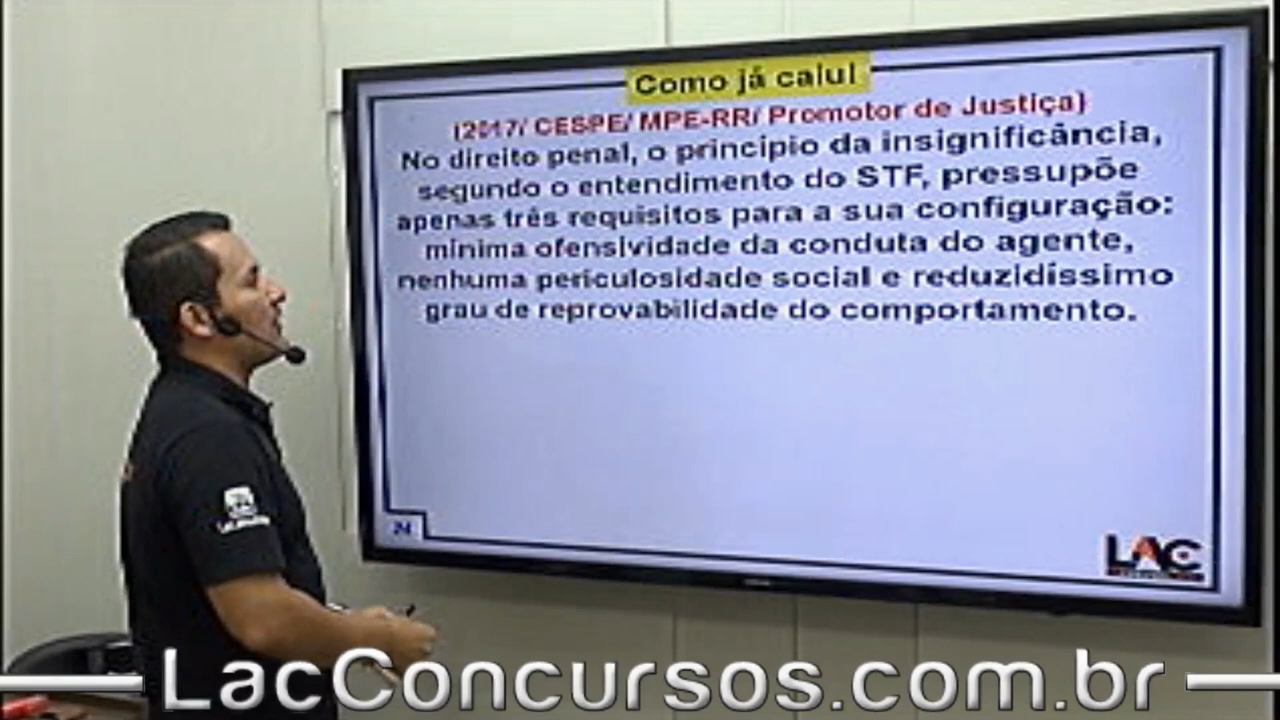 Como já caiu!
(2017/ CESPE/ MPE-RR/ Promotor de Justiça)
No direito penal, o princípio da insignificância,
segundo o entendimento do STF, pressupõe
apenas três requisitos para a sua configuração:
mínima ofensividade da conduta do agente,
nenhuma periculosidade social e reduzidíssimo
grau de reprovabilidade do comportamento.
24
LAC
LacConcursos.com.br